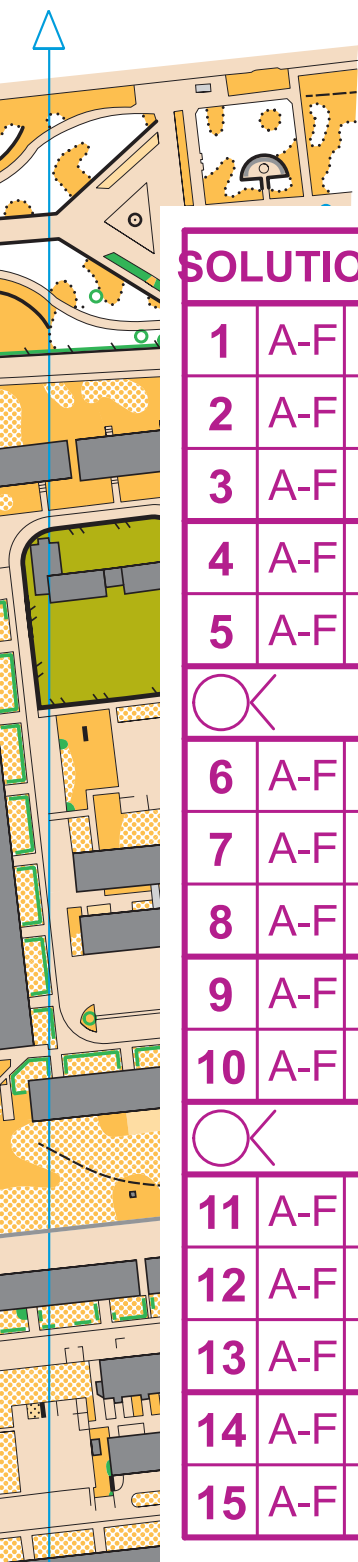 SOLUTIO
1 A-F
2 A-F
3 A-F
4 A-F
5 A-F
6 A-F
7 A-F
8 A-F
9 A-F
10 A-F
11 A-F
12 A-F
13 A-F
14 A-F
15 A-F